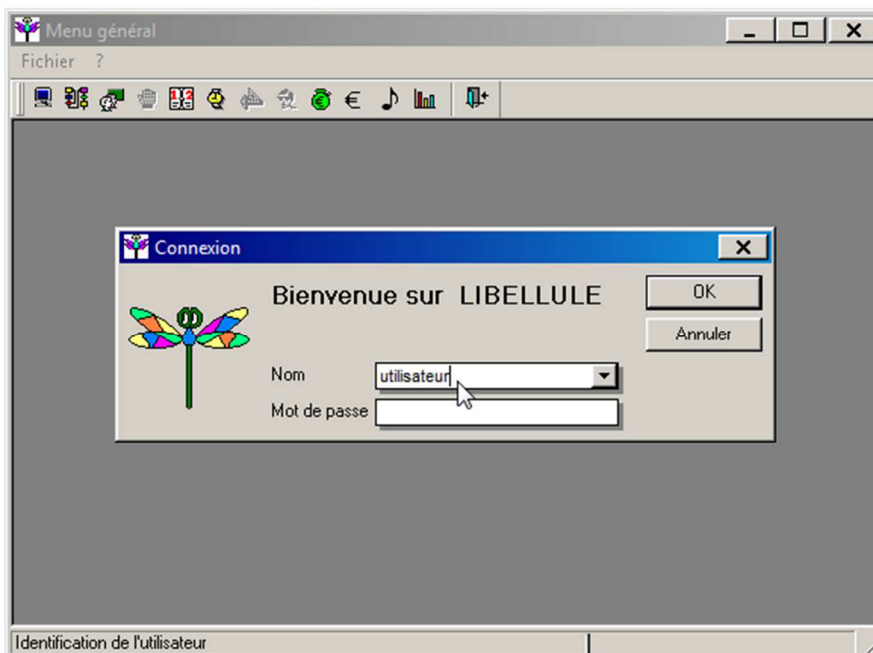 Menu général
Fichier ?
Connexion
Bienvenue sur LIBELLULE
OK
Annuler
Nom
utilisateur
Mot de passe
Identification de l'utilisateur